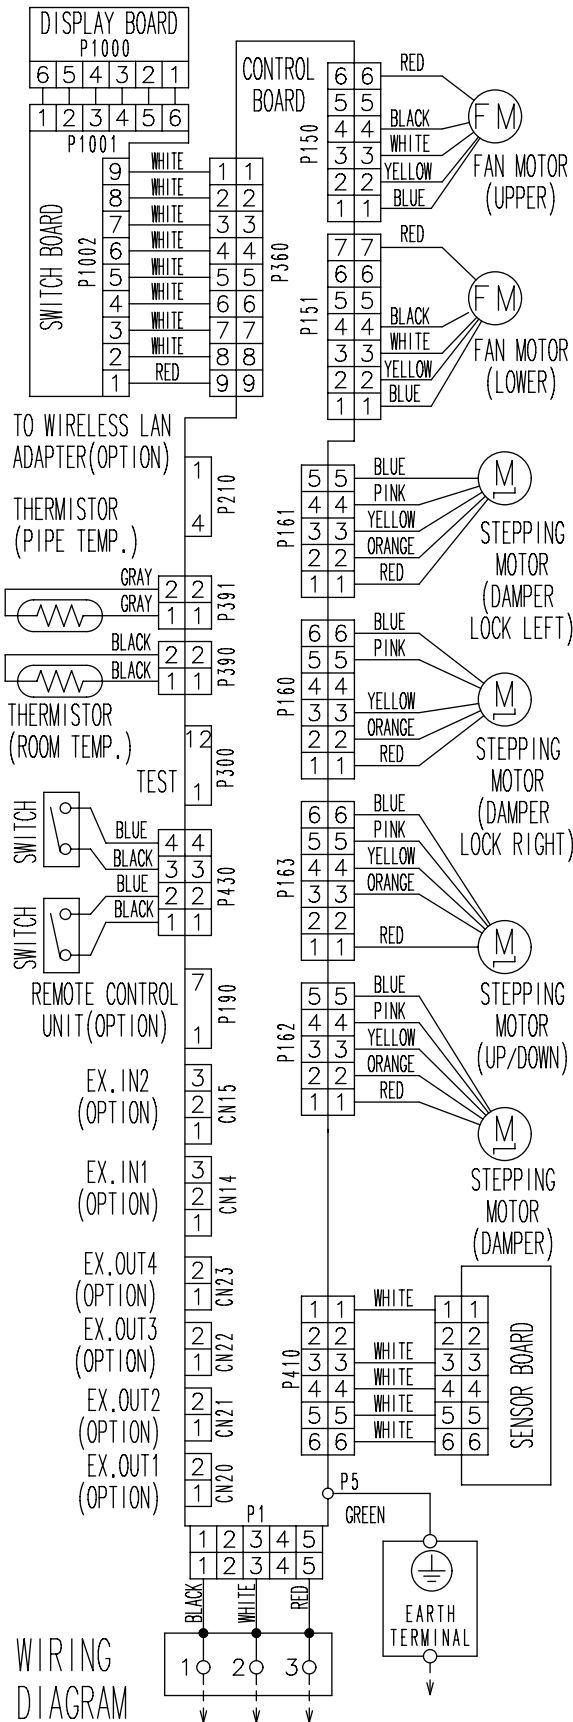 DISPLAY BOARD
P1000
6 5 4 3 2 1
1 2 3 4 5 6
P1001
SWITCH BOARD
P1002
9 WHITE 1 1
8 WHITE 2 2
7 WHITE 3 3
6 WHITE 4 4
5 WHITE 5 5
4 WHITE 6 6
3 WHITE 7 7
2 WHITE 8 8
1 RED 9 9
P360
CONTROL
BOARD
TO WIRELESS LAN
ADAPTER(OPTION)
1
4
P210
THERMISTOR
(PIPE TEMP.)
GRAY 2 2
GRAY 1 1
P391
BLACK 2 2
BLACK 1 1
P390
THERMISTOR
(ROOM TEMP.)
TEST
12
1
P300
SWITCH
BLUE 4 4
BLACK 3 3
BLUE 2 2
BLACK 1 1
P430
SWITCH
REMOTE CONTROL
UNIT(OPTION)
7
1
P190
EX.IN2
(OPTION)
3
2
1
CN15
EX.IN1
(OPTION)
3
2
1
CN14
EX.OUT4
(OPTION)
2
1
CN23
EX.OUT3
(OPTION)
2
1
CN22
EX.OUT2
(OPTION)
2
1
CN21
EX.OUT1
(OPTION)
2
1
CN20
P150
6 6 RED
5 5
4 4 BLACK
3 3 WHITE
2 2 YELLOW
1 1 BLUE
FM
FAN MOTOR
(UPPER)
P151
7 7 RED
6 6
5 5
4 4 BLACK
3 3 WHITE
2 2 YELLOW
1 1 BLUE
FM
FAN MOTOR
(LOWER)
P161
5 5 BLUE
4 4 PINK
3 3 YELLOW
2 2 ORANGE
1 1 RED
M
STEPPING
MOTOR
(DAMPER
LOCK LEFT)
P160
6 6 BLUE
5 5 PINK
4 4
3 3 YELLOW
2 2 ORANGE
1 1 RED
M
STEPPING
MOTOR
(DAMPER
LOCK RIGHT)
P163
6 6 BLUE
5 5 PINK
4 4 YELLOW
3 3 ORANGE
2 2
1 1 RED
M
STEPPING
MOTOR
(UP/DOWN)
P162
5 5 BLUE
4 4 PINK
3 3 YELLOW
2 2 ORANGE
1 1 RED
M
STEPPING
MOTOR
(DAMPER)
P410
1 1 WHITE 1 1
2 2 2 2
3 3 WHITE 3 3
4 4 WHITE 4 4
5 5 WHITE 5 5
6 6 WHITE 6 6
SENSOR BOARD
P5
GREEN
EARTH
TERMINAL
P1
1 2 3 4 5
1 2 3 4 5
BLACK WHITE RED
1 2 3
WIRING
DIAGRAM